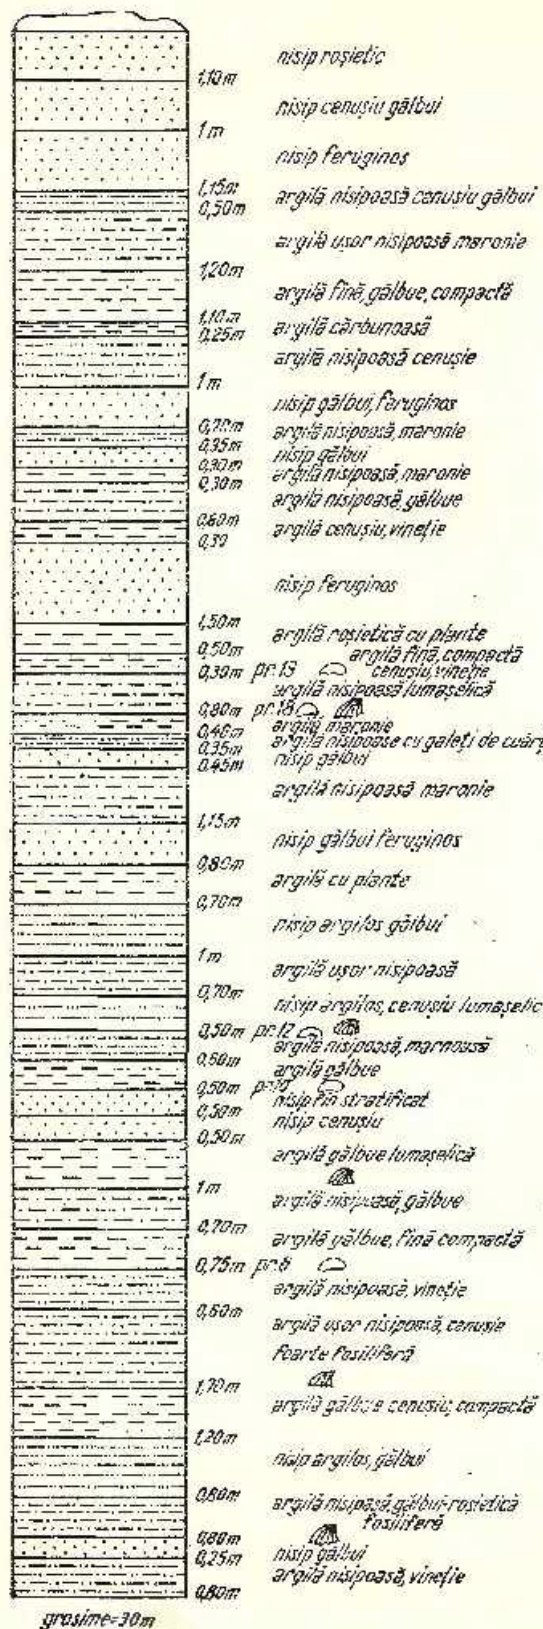 nisip roșietic
1,10m
nisip cenușiu gălbui
1m
nisip feruginos
1,15m
argilă nisipoasă cenușiu gălbui
0,50m
argilă ușor nisipoasă maronie
1,20m
argilă fină, gălbue, compactă
1,10m
argilă cărbunoasă
0,25m
argilă nisipoasă cenușie
1m
nisip gălbui, feruginos
0,70m
argilă nisipoasă, maronie
0,35m
nisip gălbui
0,30m
argilă nisipoasă, maronie
0,30m
argilă nisipoasă, gălbue
0,60m
argilă cenușiu, vineție
0,30
nisip feruginos
1,50m
argilă roșietică cu plante
0,50m
argilă fină, compactă
cenușiu, vineție
0,30m pr.13
argilă nisipoasă lumașelică
0,80m pr.18
argilă maronie
0,40m
argilă nisipoase cu galeți de cuarț
0,35m
nisip gălbui
0,45m
argilă nisipoasă maronie
1,15m
nisip gălbui feruginos
0,80m
argilă cu plante
0,70m
nisip argilos gălbui
1m
argilă ușor nisipoasă
0,70m
nisip argilos, cenușiu lumașelic
0,50m pr.12
argilă nisipoasă, marnoasă
0,60m
argilă gălbue
0,50m
nisip fin stratificat
0,50m
nisip cenușiu
0,50m
argilă gălbue lumașelică
1m
argilă nisipoasă, gălbue
0,70m
argilă gălbue, fină compactă
0,75m pr.6
argilă nisipoasă, vineție
0,60m
argilă ușor nisipoasă, cenușie
foarte fosiliferă
1,70m
argilă gălbue cenușiu, compactă
1,20m
nisip argilos, gălbui
0,80m
argilă nisipasă, gălbui-roșietică
fosiliferă
0,80m
nisip gălbui
0,25m
argilă nisipoasă, vineție
0,80m
grosime=30m